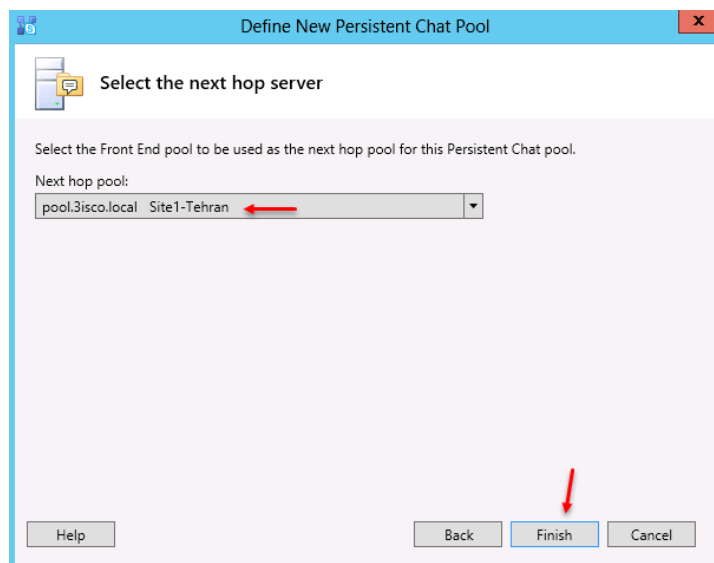 Define New Persistent Chat Pool
x
Select the next hop server
Select the Front End pool to be used as the next hop pool for this Persistent Chat pool.
Next hop pool:
pool.3isco.local Site1-Tehran
Help
Back
Finish
Cancel